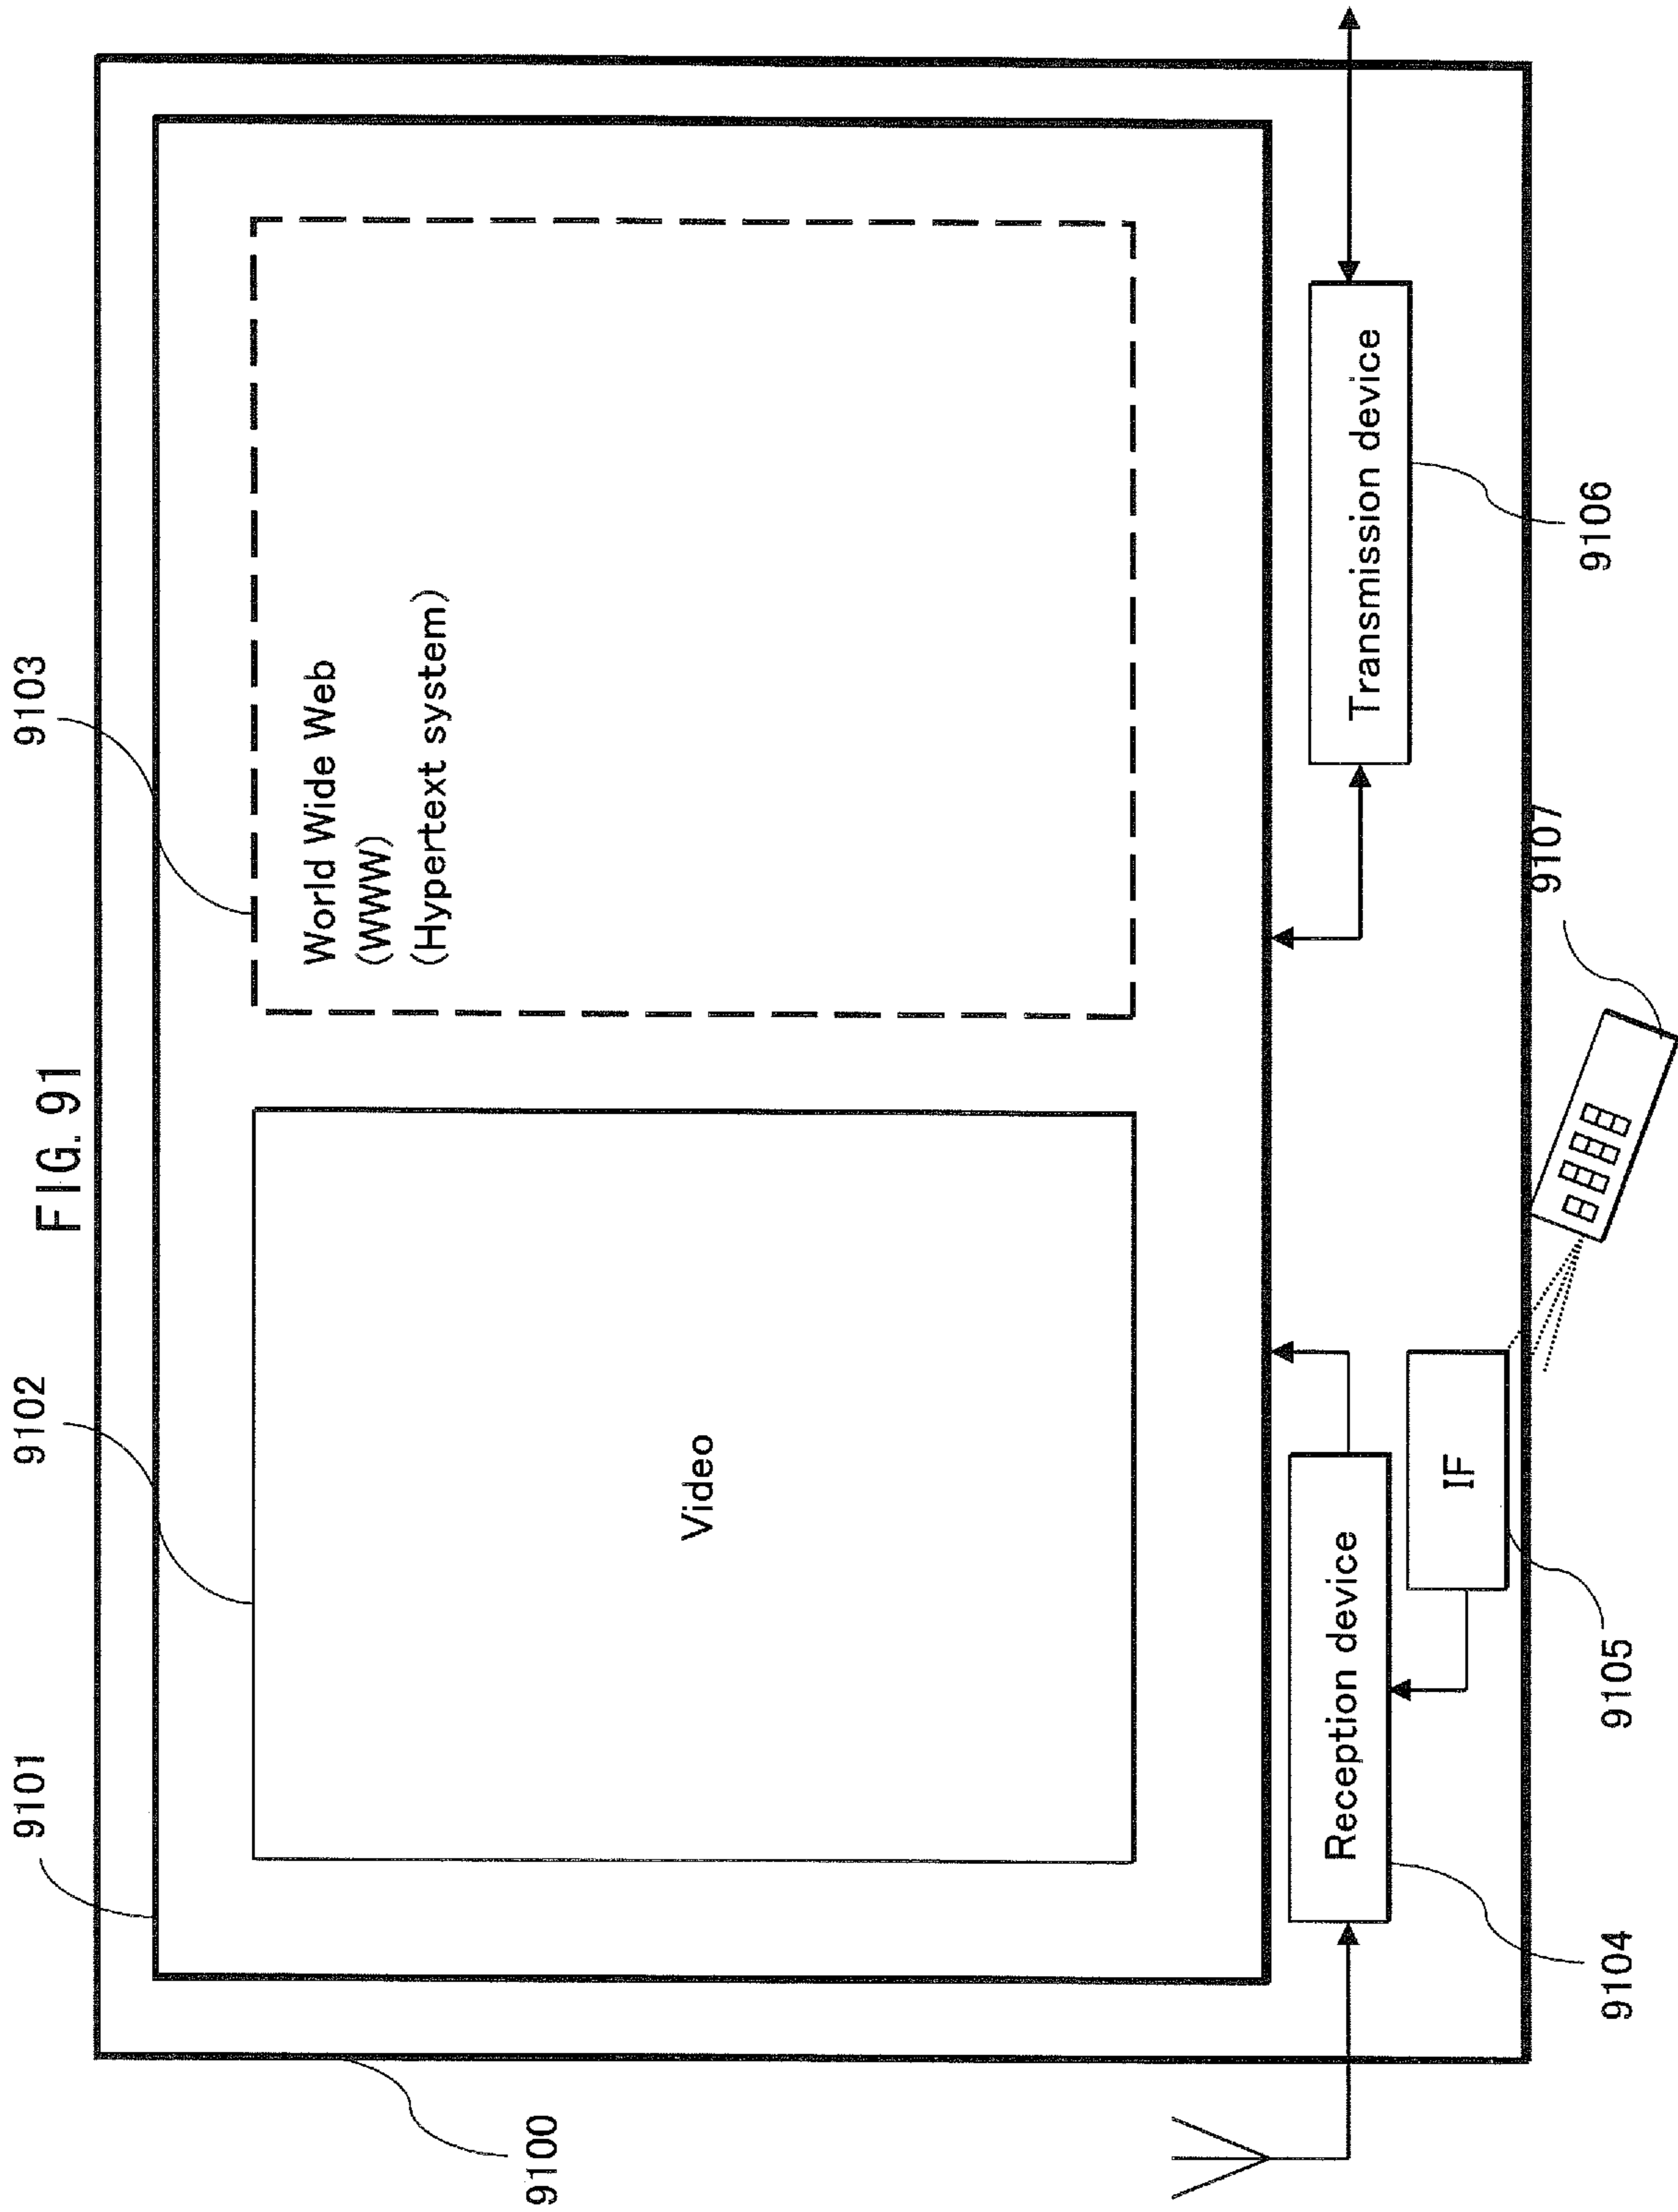 FIG. 91
9101
9102
9103
Video
World Wide Web
(WWW)
(Hypertext system)
Reception device
Transmission device
IF
9100
9104
9105
9107
9106